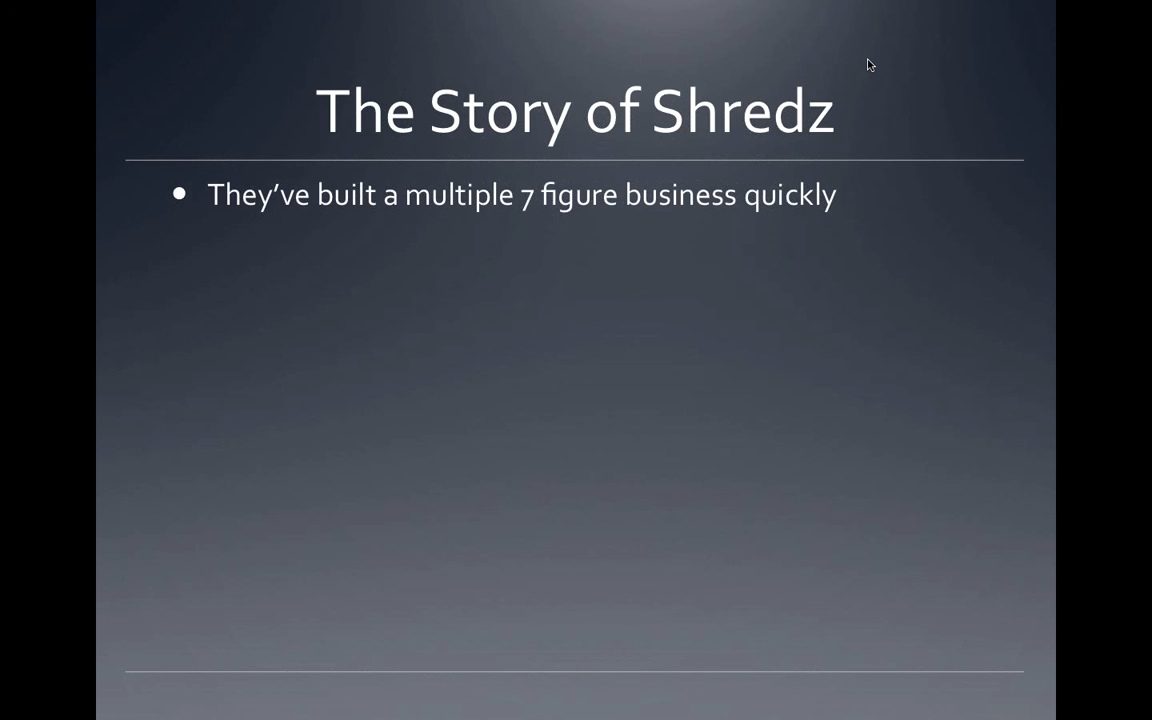 The Story of Shredz
• They’ve built a multiple 7 figure business quickly